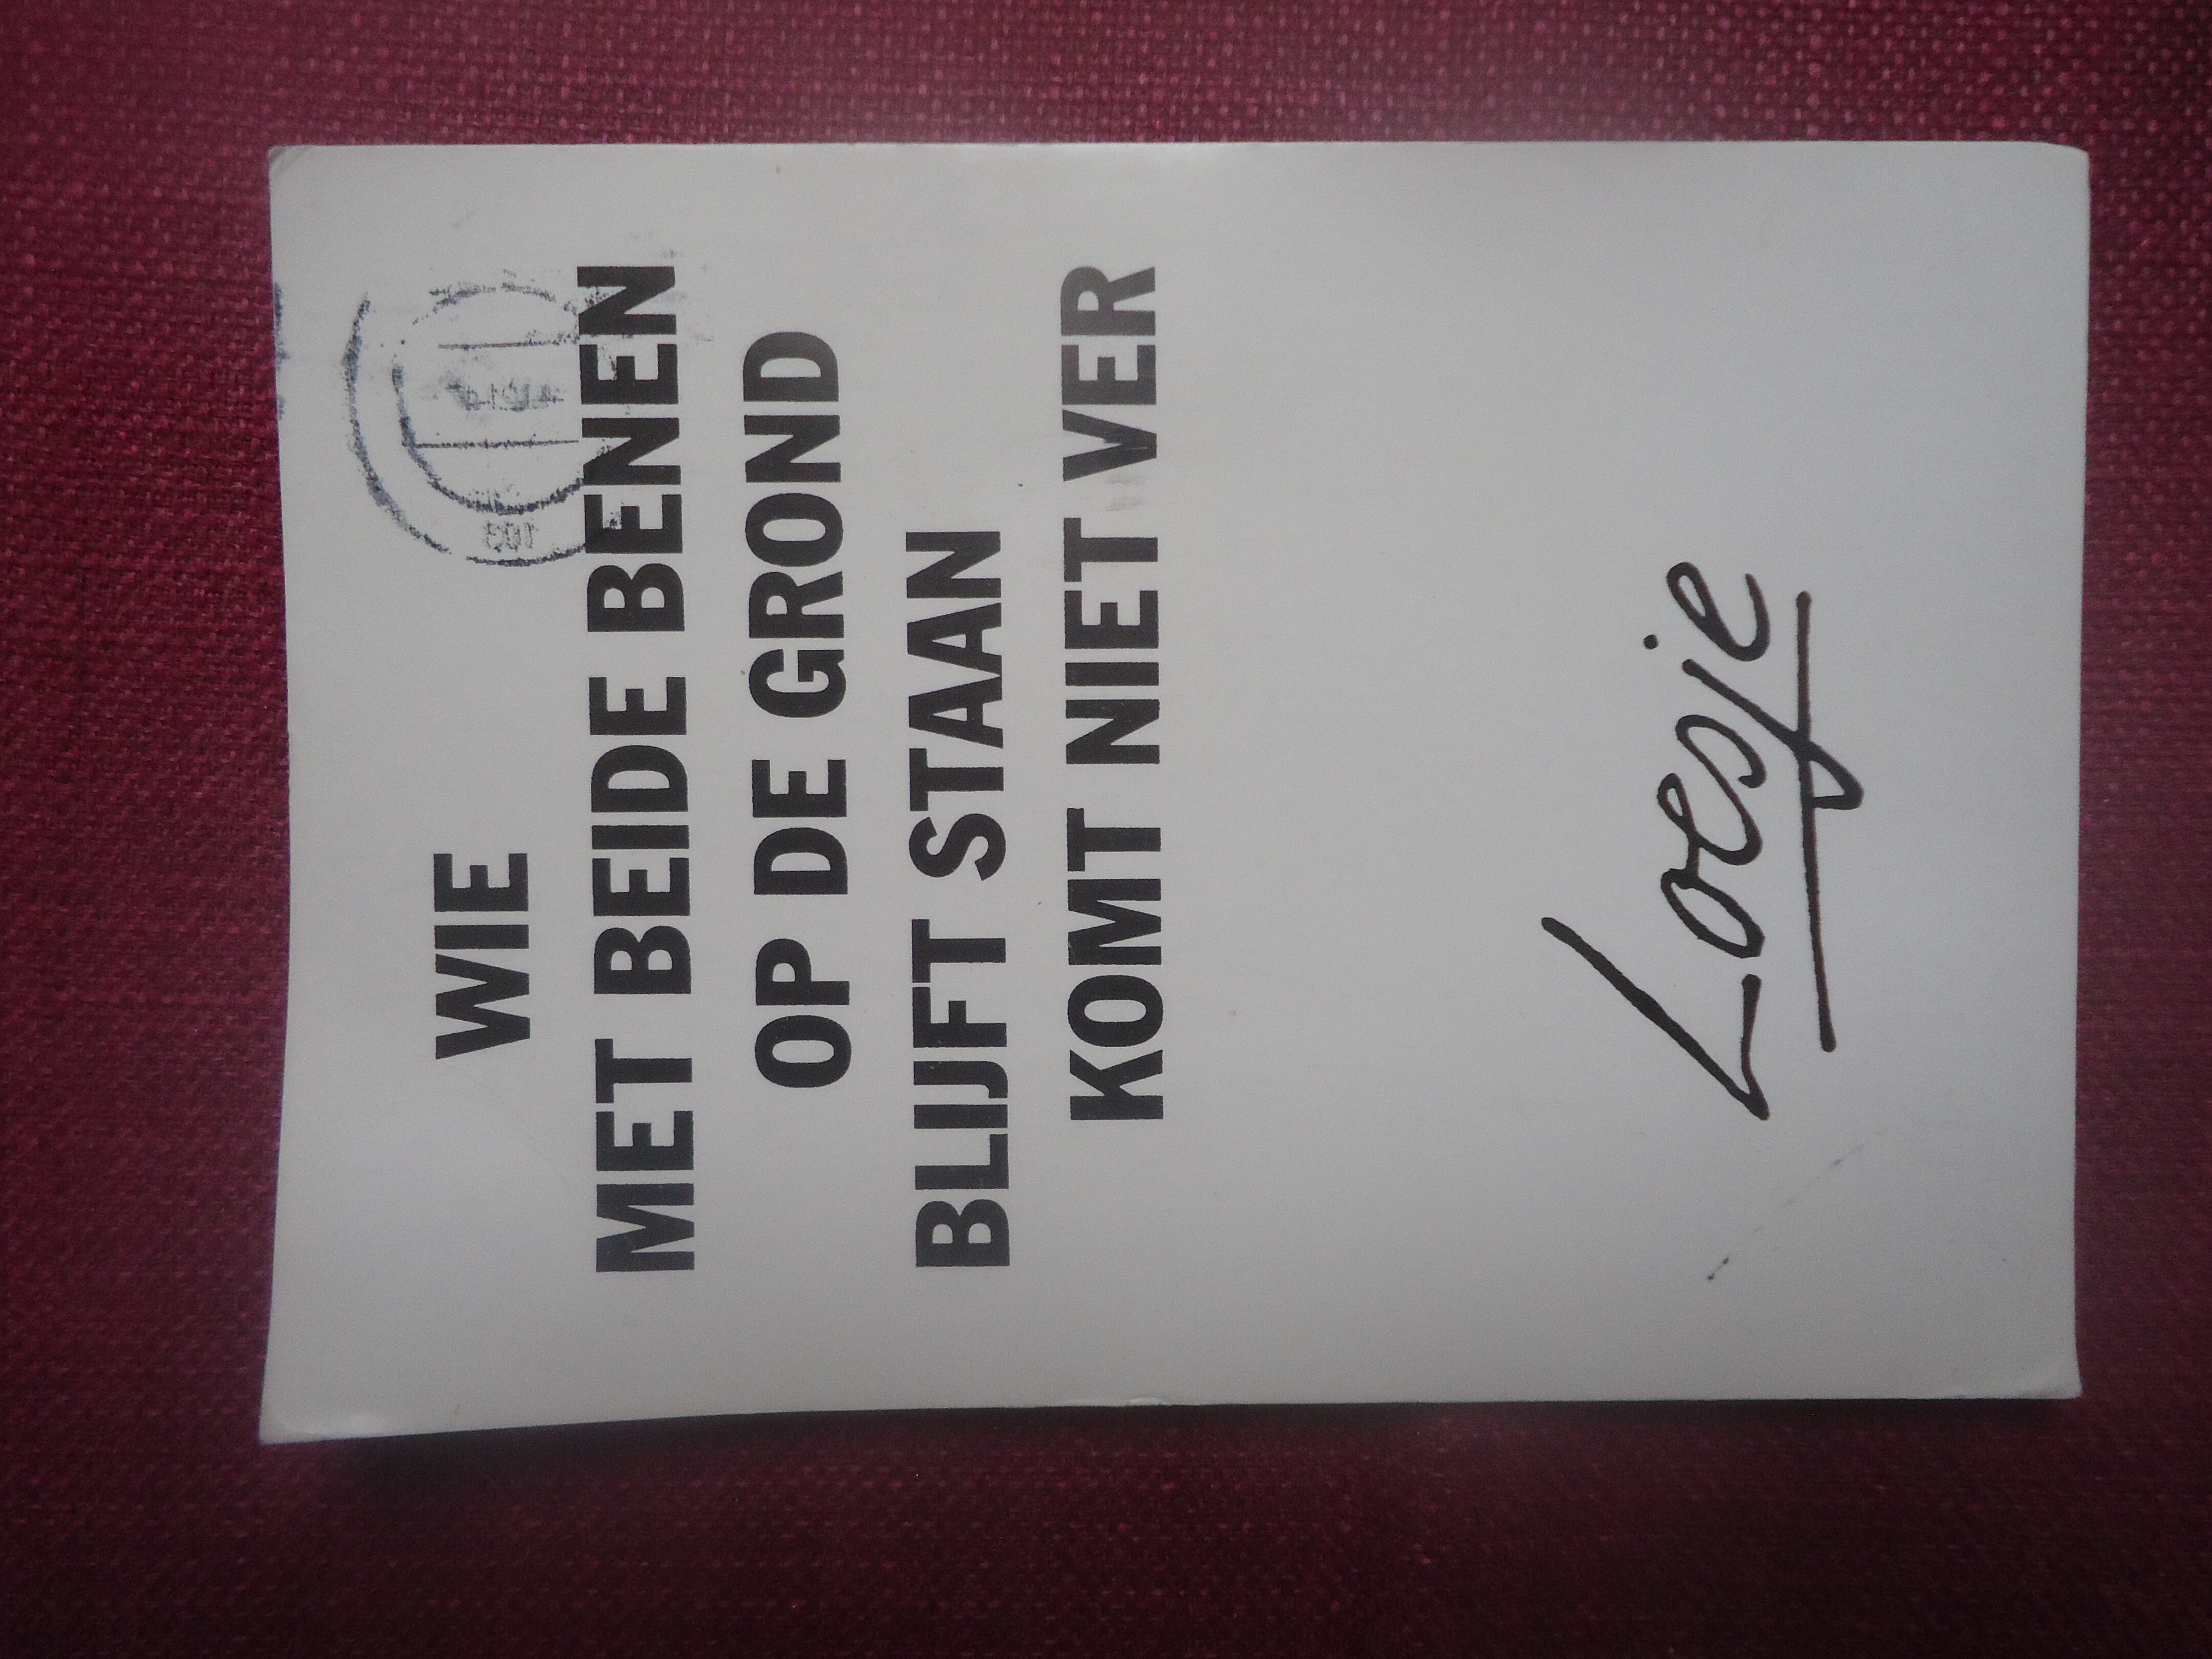 WIE
MET BEIDE BENEN
OP DE GROND
BLIJFT STAAN
KOMT NIET VER
Loesje